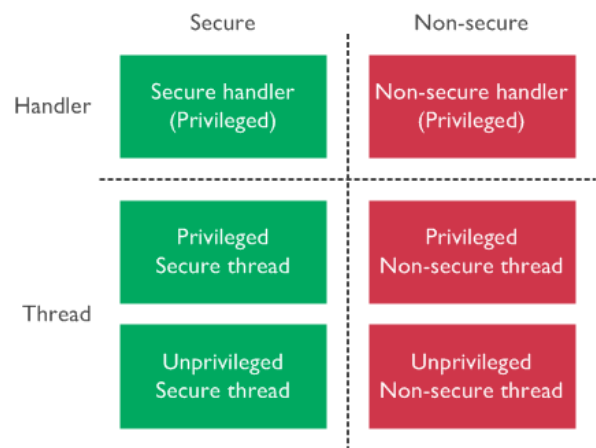 Secure
Non-secure
Handler
Secure handler
(Privileged)
Non-secure handler
(Privileged)
Thread
Privileged
Secure thread
Privileged
Non-secure thread
Unprivileged
Secure thread
Unprivileged
Non-secure thread